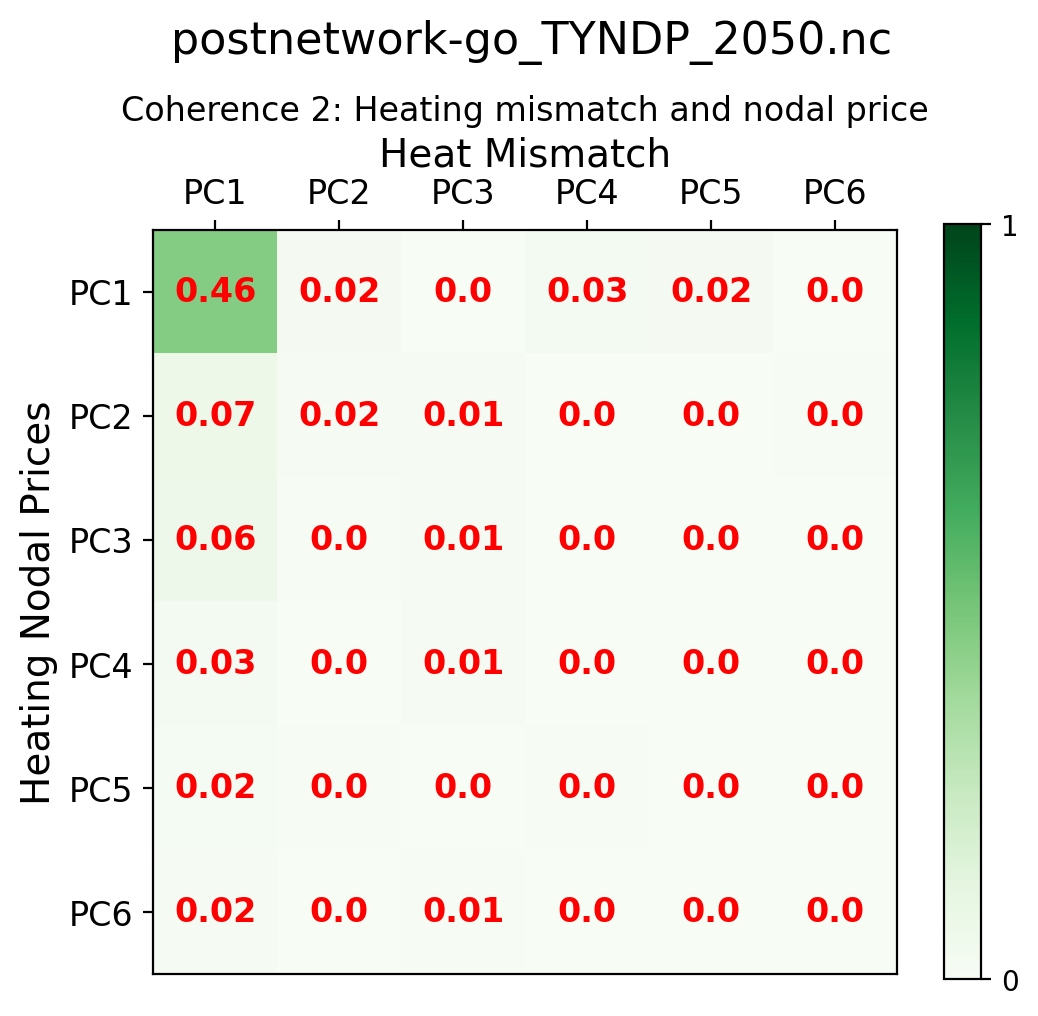 postnetwork-go_TYNDP_2050.nc
Coherence 2: Heating mismatch and nodal price
Heat Mismatch
PC1 PC2 PC3 PC4 PC5 PC6
1
PC1 0.46 0.02 0.0 0.03 0.02 0.0
PC2 0.07 0.02 0.01 0.0 0.0 0.0
PC3 0.06 0.0 0.01 0.0 0.0 0.0
PC4 0.03 0.0 0.01 0.0 0.0 0.0
PC5 0.02 0.0 0.0 0.0 0.0 0.0
PC6 0.02 0.0 0.01 0.0 0.0 0.0
0
Heating Nodal Prices